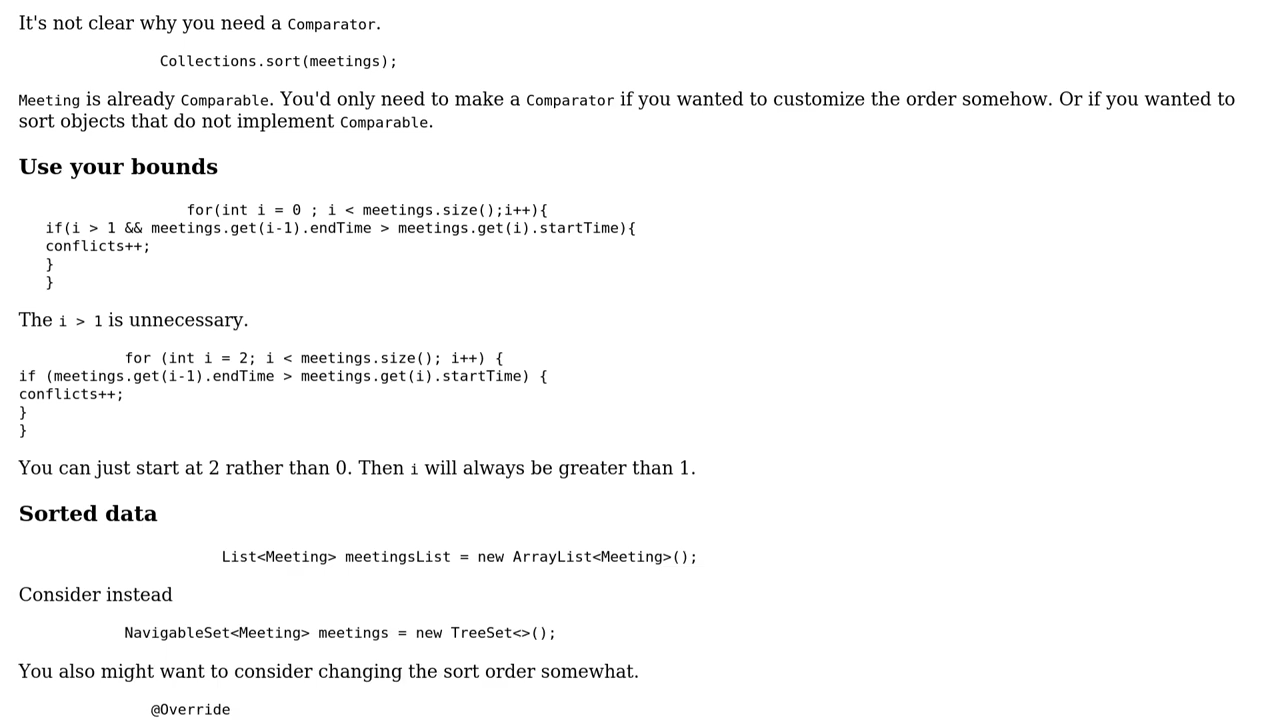 It's not clear why you need a Comparator.
Collections.sort(meetings);
Meeting is already Comparable. You'd only need to make a Comparator if you wanted to customize the order somehow. Or if you wanted to
sort objects that do not implement Comparable.
Use your bounds
for(int i = 0 ; i < meetings.size();i++){
if(i > 1 && meetings.get(i-1).endTime > meetings.get(i).startTime){
conflicts++;
}
}
The i > 1 is unnecessary.
for (int i = 2; i < meetings.size(); i++) {
if (meetings.get(i-1).endTime > meetings.get(i).startTime) {
conflicts++;
}
}
You can just start at 2 rather than 0. Then i will always be greater than 1.
Sorted data
List<Meeting> meetingsList = new ArrayList<Meeting>();
Consider instead
NavigableSet<Meeting> meetings = new TreeSet<>();
You also might want to consider changing the sort order somewhat.
@Override